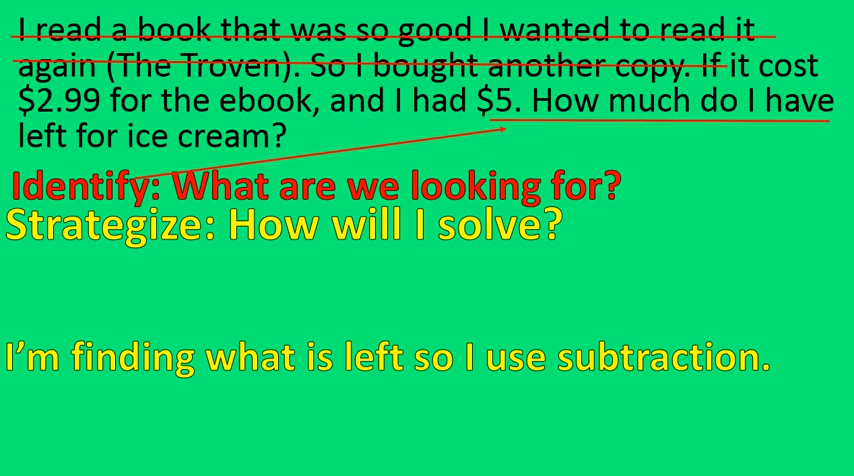 I read a book that was so good I wanted to read it
again (The Troven). So I bought another copy. If it cost
$2.99 for the ebook, and I had $5. How much do I have
left for ice cream?
Identify: What are we looking for?
Strategize: How will I solve?
I’m finding what is left so I use subtraction.